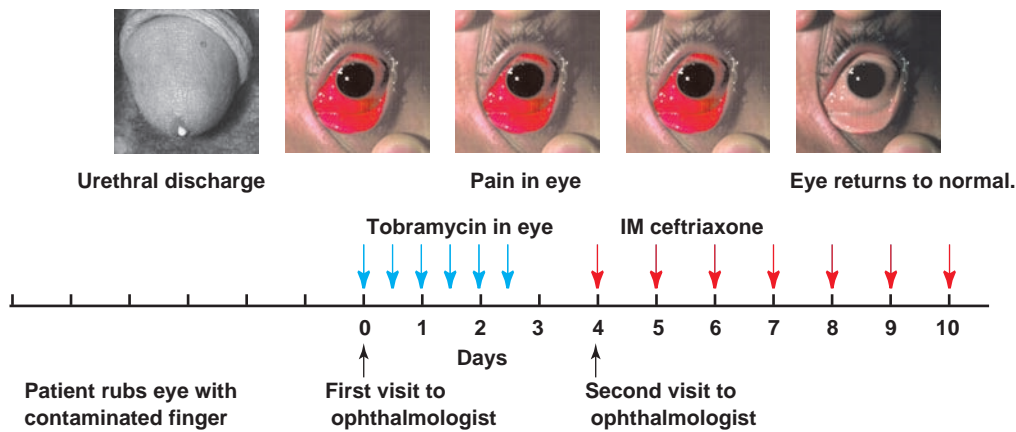 Urethral discharge
Pain in eye
Eye returns to normal.
Tobramycin in eye
IM ceftriaxone
0 1 2 3 4 5 6 7 8 9 10
Days
Patient rubs eye with
contaminated finger
First visit to
ophthalmologist
Second visit to
ophthalmologist